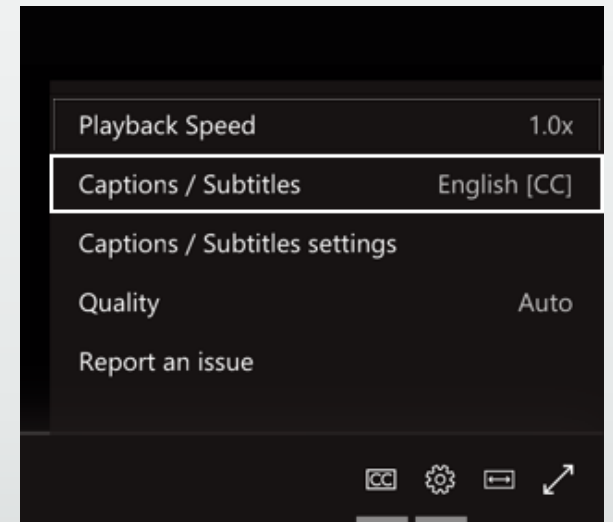 Playback Speed 1.0x
Captions / Subtitles English [CC]
Captions / Subtitles settings
Quality Auto
Report an issue
CC